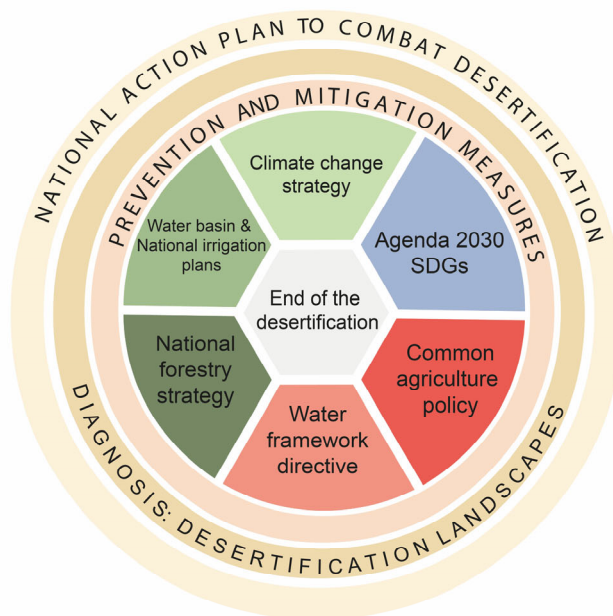 NATIONAL ACTION PLAN TO COMBAT DESERTIFICATION
PREVENTION AND MITIGATION MEASURES
Climate change
strategy
Water basin &
National irrigation
plans
Agenda 2030
SDGs
End of the
desertification
National
forestry
strategy
Common
agriculture
policy
Water
framework
directive
DIAGNOSIS: DESERTIFICATION LANDSCAPES